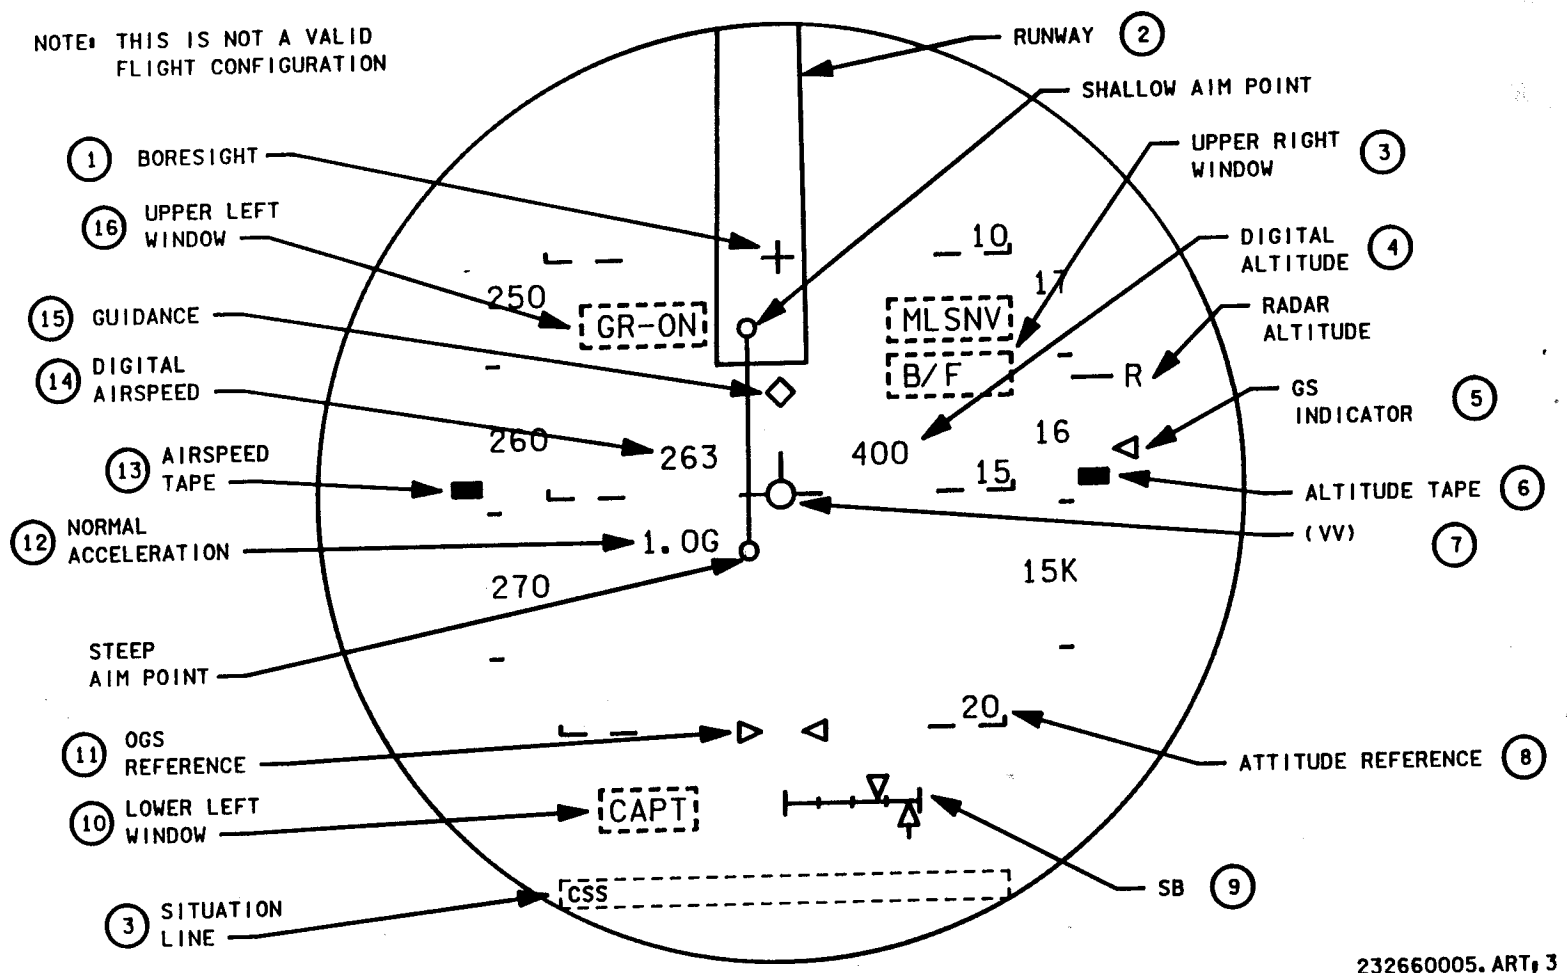 NOTE: THIS IS NOT A VALID
FLIGHT CONFIGURATION
RUNWAY 2
SHALLOW AIM POINT
1 BORESIGHT
UPPER RIGHT
WINDOW 3
16 UPPER LEFT
WINDOW
DIGITAL
ALTITUDE 4
10
17
250
GR-ON
MLSNV
15 GUIDANCE
RADAR
ALTITUDE
B/F
R
14 DIGITAL
AIRSPEED
GS
INDICATOR 5
260
263
400
16
13 AIRSPEED
TAPE
15
ALTITUDE TAPE 6
12 NORMAL
ACCELERATION
1.0G
(VV) 7
270
15K
STEEP
AIM POINT
20
11 OGS
REFERENCE
ATTITUDE REFERENCE 8
10 LOWER LEFT
WINDOW
CAPT
CSS
SB 9
3 SITUATION
LINE
232660005.ART; 3